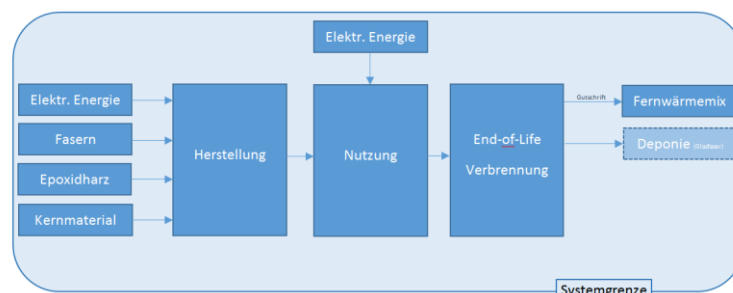 Elektr. Energie
Elektr. Energie
Fasern
Epoxidharz
Kernmaterial
Herstellung
Nutzung
End-of-Life
Verbrennung
Gutschrift
Fernwärmemix
Deponie (Glasfaser)
Systemgrenze